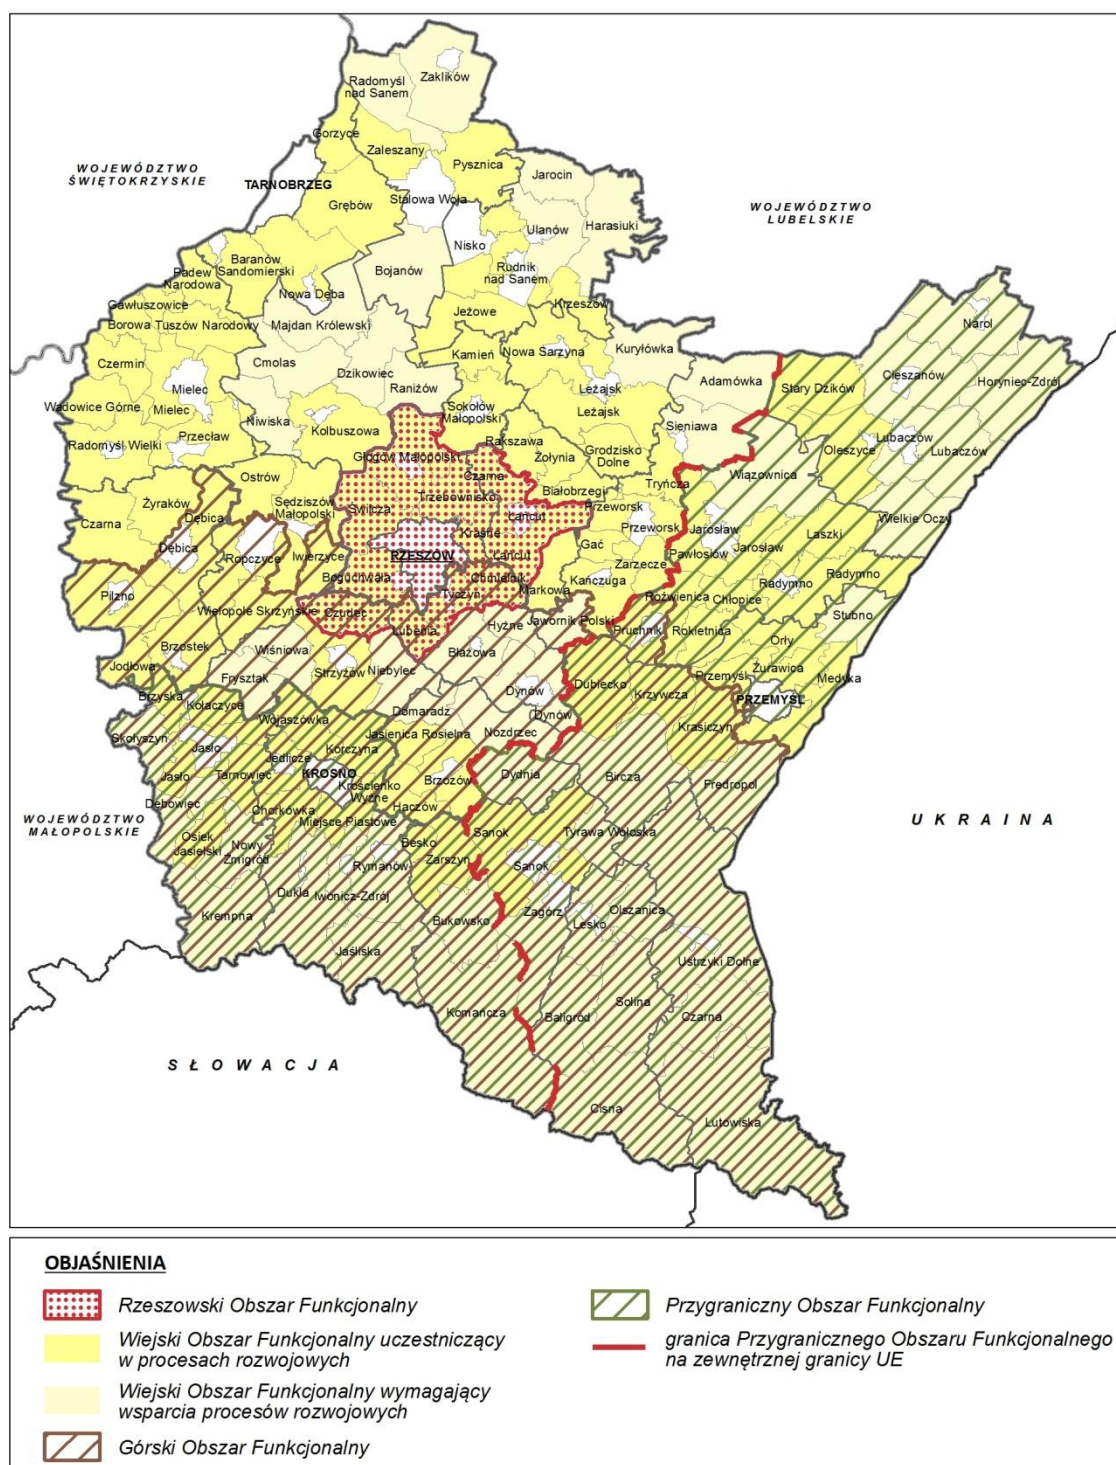 Zaklików
Radomyśl
nad Sanem
Gorzyce
Zaleszany
Pysznica
WOJEWÓDZTWO
ŚWIĘTOKRZYSKIE
TARNOBRZEG
Jarocin
Stalowa Wola
Grębów
WOJEWÓDZTWO
LUBELSKIE
Harasiuki
Ulanów
Nisko
Baranów
Sandomierski
Bojanów
Rudnik
nad Sanem
Padew
Narodowa
Nowa Dęba
Gawłuszowice
Krzeszów
Jeżowe
Borowa
Tuszów Narodowy
Majdan Królewski
Narol
Kamień
Nowa Sarzyna
Kuryłówka
Czermin
Cmolas
Dzikowiec
Adamówka
Stary Dzików
Cieszanów
Horyniec-Zdrój
Mielec
Raniżów
Leżajsk
Wadowice Górne
Mielec
Sokołów
Małopolski
Leżajsk
Niwiska
Kolbuszowa
Sieniawa
Przecław
Radomyśl Wielki
Rakszawa
Grodzisko
Dolne
Oleszyce
Lubaczów
Lubaczów
Głogów Małopolski
Żołynia
Wiązownica
Ostrów
Czarna
Tryńcza
Białobrzegi
Żyraków
Sędziszów
Małopolski
Trzebownisko
Świlcza
Przeworsk
Czarna
Dębica
Łańcut
Przeworsk
Jarosław
Wielkie Oczy
Krasne
Laszki
Dębica
Ropczyce
Iwierzyce
RZESZÓW
Łańcut
Gać
Pawłosiów
Jarosław
Zarzecze
Boguchwała
Chmielnik
Kańczuga
Radymno
Radymno
Pilzno
Tyczyn
Markowa
Roźwienica
Chłopice
Wielopole Skrzyńskie
Czudec
Stubno
Jawornik Polski
Hyżne
Lubenia
Pruchnik
Rokietnica
Orły
Brzostek
Wiśniowa
Błażowa
Jodłowa
Strzyżów
Niebylec
Żurawica
Frysztak
Przemyśl
Medyka
Dubiecko
Brzyska
Dynów
Krzywcza
PRZEMYŚL
Kołaczyce
Domaradz
Dynów
Wojaszówka
Krasiczyn
Skołyszyn
Jasienica Rosielna
Nozdrzec
Jasło
Korczyna
Jedlicze
Jasło
Tarnowiec
KROSNO
Brzozów
Dydnia
Bircza
Fredropol
Krościenko
Wyżne
Dębowiec
Chorkówka
Haczów
WOJEWÓDZTWO
MAŁOPOLSKIE
Miejsce Piastowe
UKRAINA
Osiek
Jasielski
Nowy
Żmigród
Besko
Sanok
Tyrawa Wołoska
Zarszyn
Rymanów
Sanok
Dukla
Iwonicz-Zdrój
Krempna
Bukowsko
Zagórz
Olszanica
Lesko
Jaśliska
Ustrzyki Dolne
Solina
Komańcza
Baligród
Czarna
SŁOWACJA
Cisna
Lutowiska
OBJAŚNIENIA
Rzeszowski Obszar Funkcjonalny
Wiejski Obszar Funkcjonalny uczestniczący
w procesach rozwojowych
Wiejski Obszar Funkcjonalny wymagający
wsparcia procesów rozwojowych
Górski Obszar Funkcjonalny
Przygraniczny Obszar Funkcjonalny
granica Przygranicznego Obszaru Funkcjonalnego
na zewnętrznej granicy UE